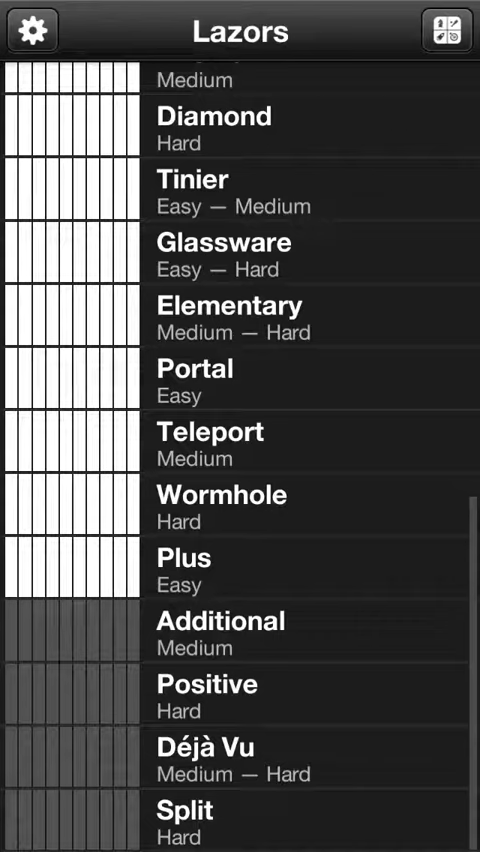 Lazors
Medium
Diamond
Hard
Tinier
Easy — Medium
Glassware
Easy — Hard
Elementary
Medium — Hard
Portal
Easy
Teleport
Medium
Wormhole
Hard
Plus
Easy
Additional
Medium
Positive
Hard
Déjà Vu
Medium — Hard
Split
Hard